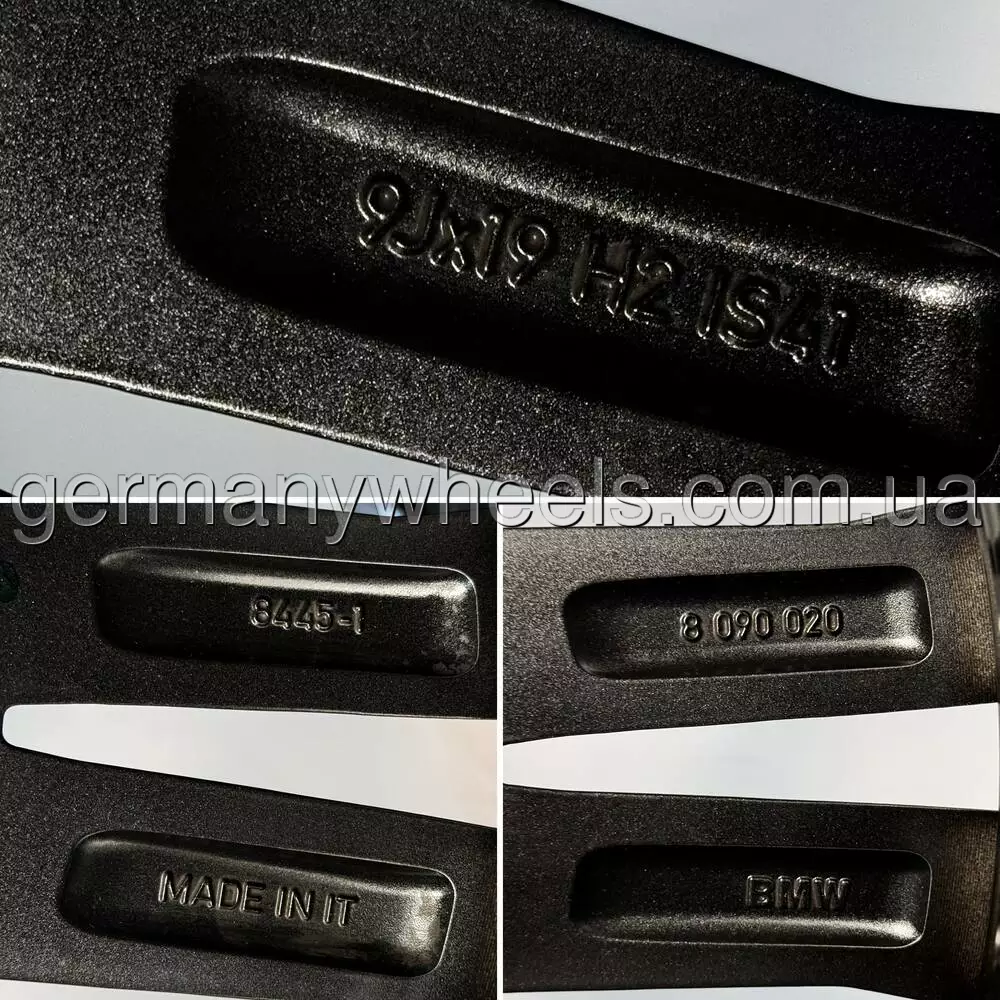 9Jx19 H2 IS41
germanywheels.com.ua
8445-1
8 090 020
MADE IN IT
BMW